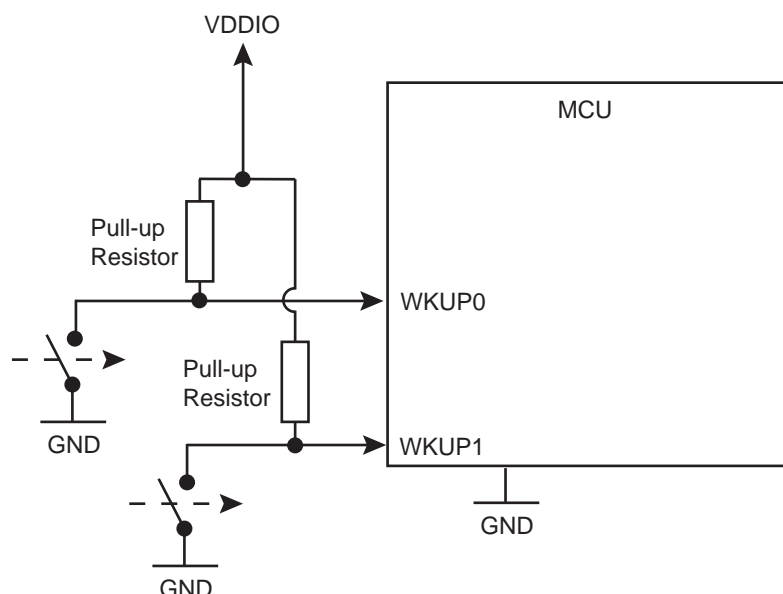 VDDIO
MCU
Pull-up
Resistor
WKUP0
Pull-up
Resistor
GND
WKUP1
GND
GND